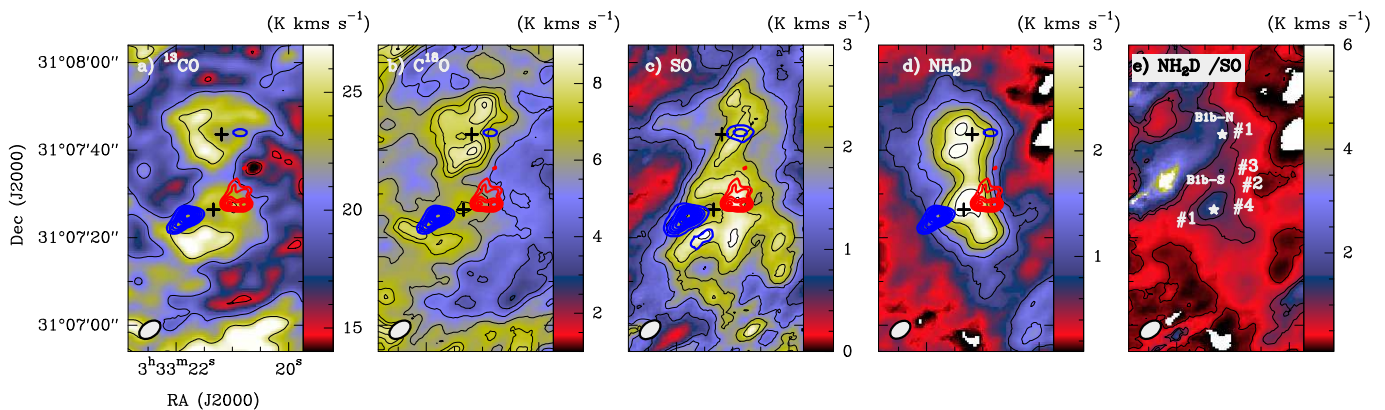 (K kms s⁻¹) (K kms s⁻¹) (K kms s⁻¹) (K kms s⁻¹) (K kms s⁻¹)
a) ¹³CO
b) C¹⁸O
c) SO
d) NH₂D
e) NH₂D /SO
Dec (J2000)
31°08′00″
31°07′40″
31°07′20″
31°07′00″
25
20
15
8
6
4
2
3
2
1
0
3
2
1
0
6
4
2
B1b-N
#1
#3
B1b-S
#2
#1
#4
3ʰ33ᵐ22ˢ 20ˢ
RA (J2000)